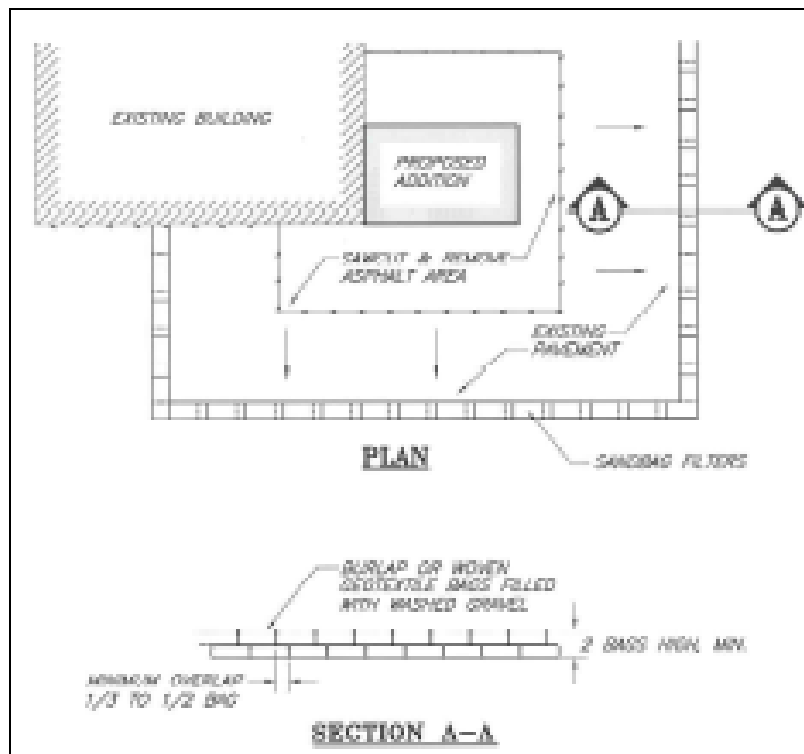 EXISTING BUILDING
PROPOSED
ADDITION
A
A
SAWCUT & REMOVE
ASPHALT AREA
EXISTING
PAVEMENT
PLAN
SANDBAG FILTERS
BURLAP OR WOVEN
GEOTEXTILE BAGS FILLED
WITH WASHED GRAVEL
2 BAGS HIGH, MIN.
MINIMUM OVERLAP
1/3 TO 1/2 BAG
SECTION A-A